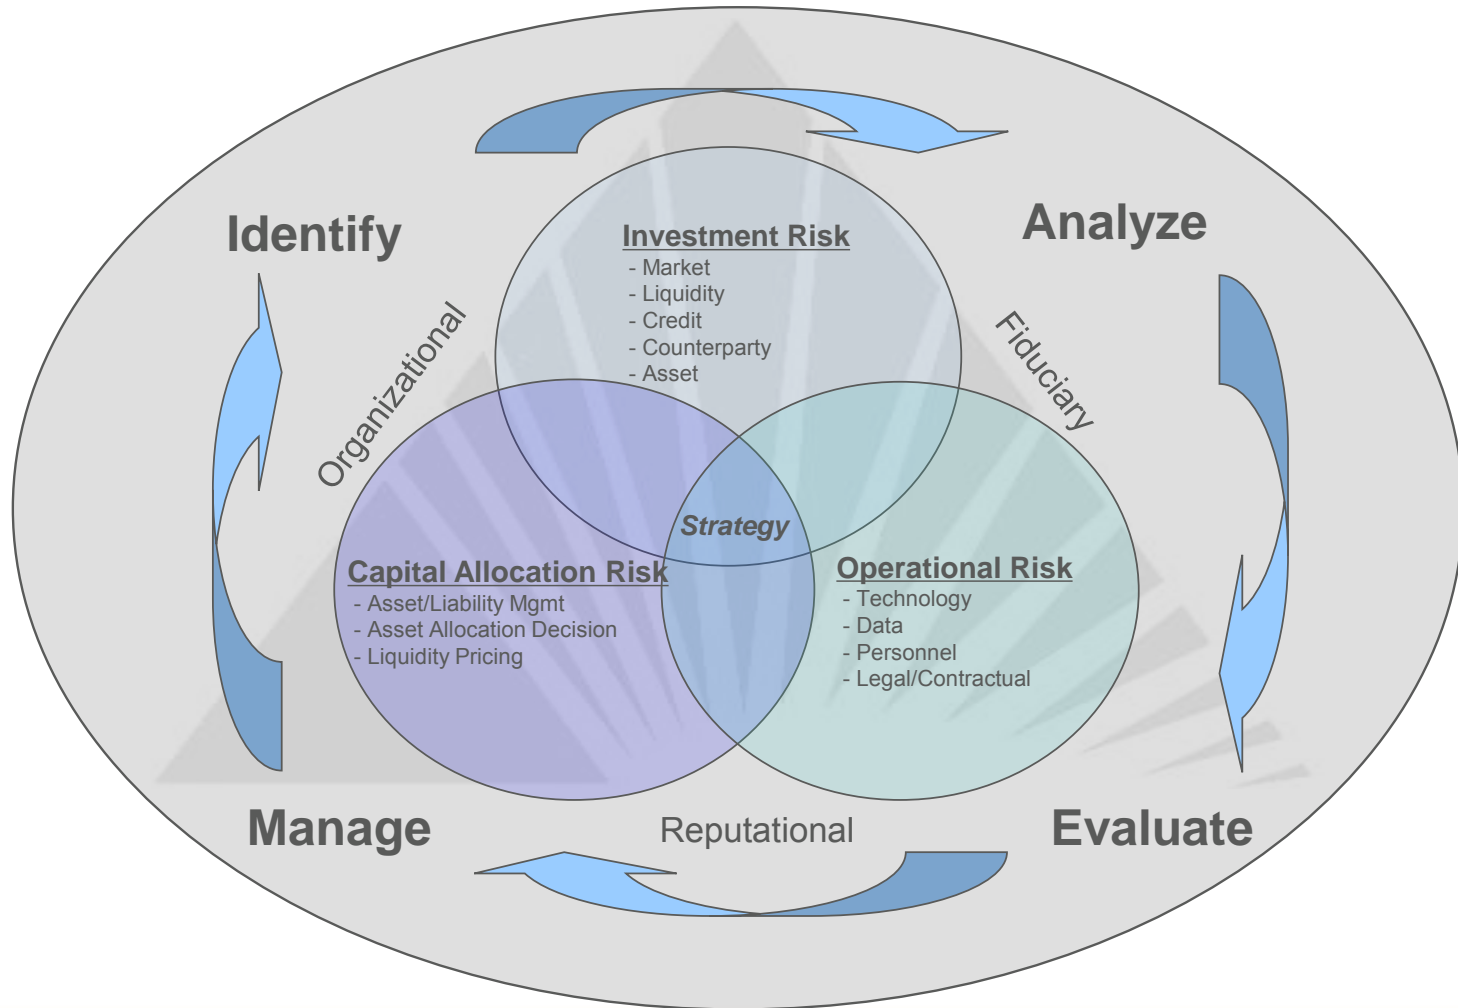 Identify
Analyze
Investment Risk
- Market
- Liquidity
- Credit
- Counterparty
- Asset
Organizational
Fiduciary
Strategy
Capital Allocation Risk
- Asset/Liability Mgmt
- Asset Allocation Decision
- Liquidity Pricing
Operational Risk
- Technology
- Data
- Personnel
- Legal/Contractual
Manage
Reputational
Evaluate